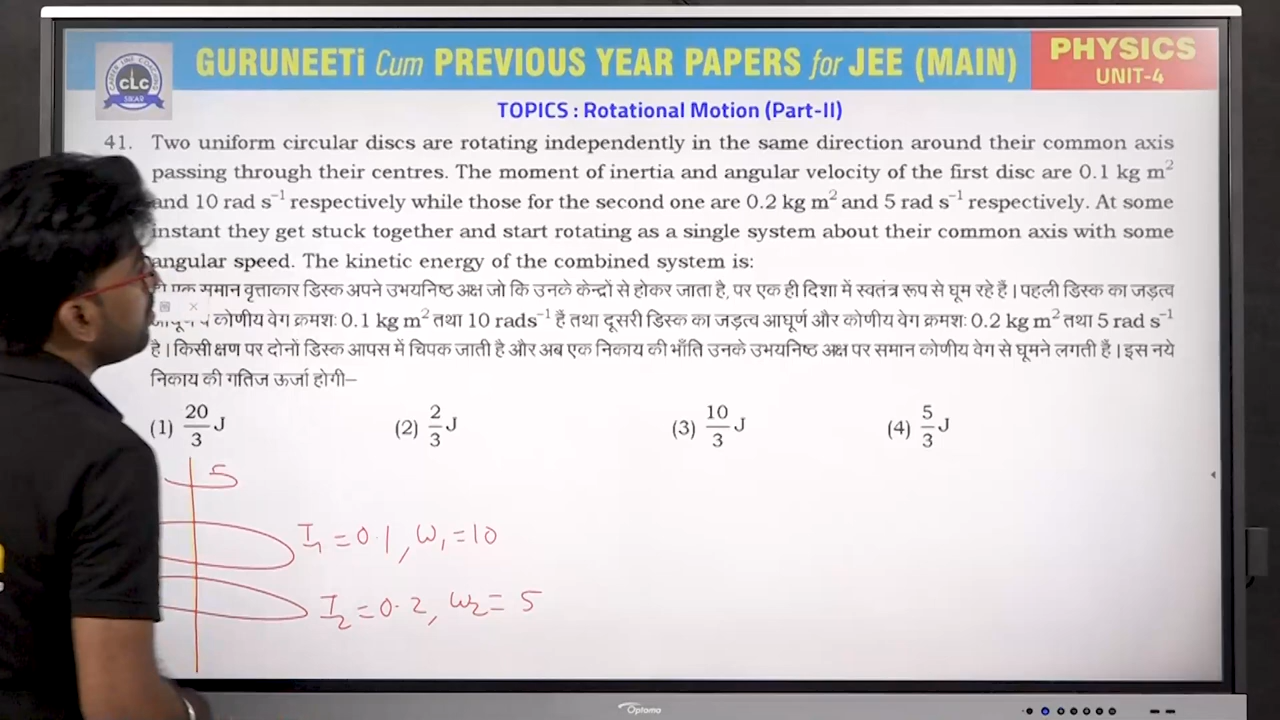 GURUNEETi Cum PREVIOUS YEAR PAPERS for JEE (MAIN)
PHYSICS
UNIT-4
CLC
SIKAR
TOPICS : Rotational Motion (Part-II)
41. Two uniform circular discs are rotating independently in the same direction around their common axis
passing through their centres. The moment of inertia and angular velocity of the first disc are 0.1 kg m²
and 10 rad s⁻¹ respectively while those for the second one are 0.2 kg m² and 5 rad s⁻¹ respectively. At some
instant they get stuck together and start rotating as a single system about their common axis with some
angular speed. The kinetic energy of the combined system is:
एक समान वृत्ताकार डिस्क अपने उभयनिष्ठ अक्ष जो कि उनके केन्द्रों से होकर जाता है, पर एक ही दिशा में स्वतंत्र रूप से घूम रहे हैं। पहली डिस्क का जड़त्व
कोणीय वेग क्रमशः 0.1 kg m² तथा 10 rads⁻¹ हैं तथा दूसरी डिस्क का जड़त्व आघूर्ण और कोणीय वेग क्रमशः 0.2 kg m² तथा 5 rad s⁻¹
है। किसी क्षण पर दोनों डिस्क आपस में चिपक जाती है और अब एक निकाय की भाँति उनके उभयनिष्ठ अक्ष पर समान कोणीय वेग से घूमने लगती हैं। इस नये
निकाय की गतिज ऊर्जा होगी–
(1) 20/3 J (2) 2/3 J (3) 10/3 J (4) 5/3 J
5
I₁ = 0.1, ω₁ = 10
I₂ = 0.2, ω₂ = 5
Optoma